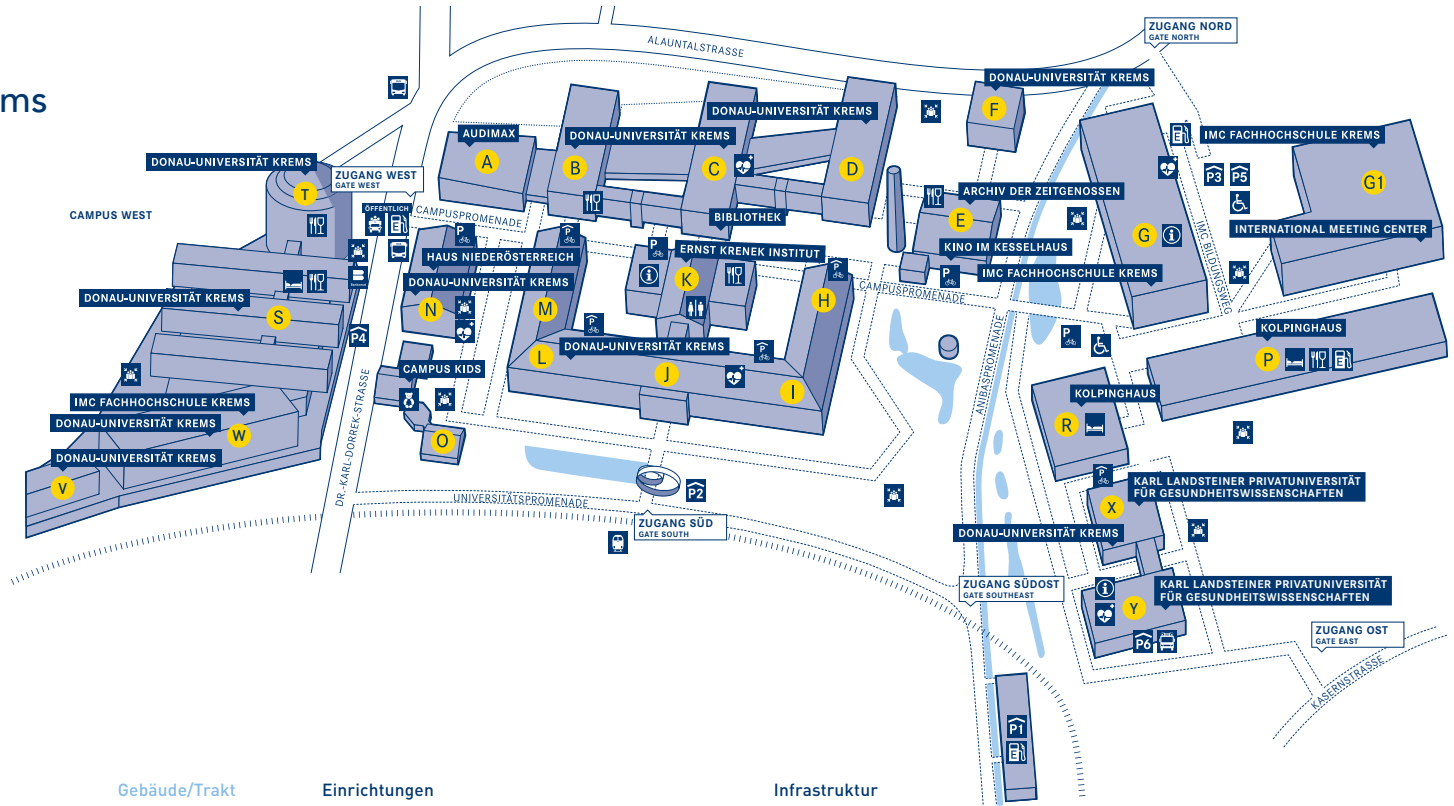 ms
ZUGANG NORD
GATE NORTH
ALAUNTALSTRASSE
DONAU-UNIVERSITÄT KREMS
F
DONAU-UNIVERSITÄT KREMS
AUDIMAX
DONAU-UNIVERSITÄT KREMS
IMC FACHHOCHSCHULE KREMS
E
A
B
C
D
DONAU-UNIVERSITÄT KREMS
T
ZUGANG WEST
GATE WEST
P3
P5
G1
ARCHIV DER ZEITGENOSSEN
CAMPUS WEST
ÖFFENTLICH
E
CAMPUSPROMENADE
BIBLIOTHEK
E
G
INTERNATIONAL MEETING CENTER
P
P
P
HAUS NIEDERÖSTERREICH
ERNST KRENEK INSTITUT
KINO IM KESSELHAUS
IMC-BILDUNGSWEG
P
P
IMC FACHHOCHSCHULE KREMS
DONAU-UNIVERSITÄT KREMS
K
H
CAMPUSPROMENADE
DONAU-UNIVERSITÄT KREMS
S
N
M
P
P4
DONAU-UNIVERSITÄT KREMS
P
P
KOLPINGHAUS
P
E
L
J
I
ANIBASPROMENADE
CAMPUS KIDS
KOLPINGHAUS
R
IMC FACHHOCHSCHULE KREMS
DONAU-UNIVERSITÄT KREMS
W
O
DR.-KARL-DORREK-STRASSE
DONAU-UNIVERSITÄT KREMS
V
P
KARL LANDSTEINER PRIVATUNIVERSITÄT
FÜR GESUNDHEITSWISSENSCHAFTEN
X
UNIVERSITÄTSPROMENADE
P2
ZUGANG SÜD
GATE SOUTH
DONAU-UNIVERSITÄT KREMS
ZUGANG SÜDOST
GATE SOUTHEAST
KARL LANDSTEINER PRIVATUNIVERSITÄT
FÜR GESUNDHEITSWISSENSCHAFTEN
Y
P6
ZUGANG OST
GATE EAST
KASERNSTRASSE
P1
E
Gebäude/Trakt
Einrichtungen
Infrastruktur